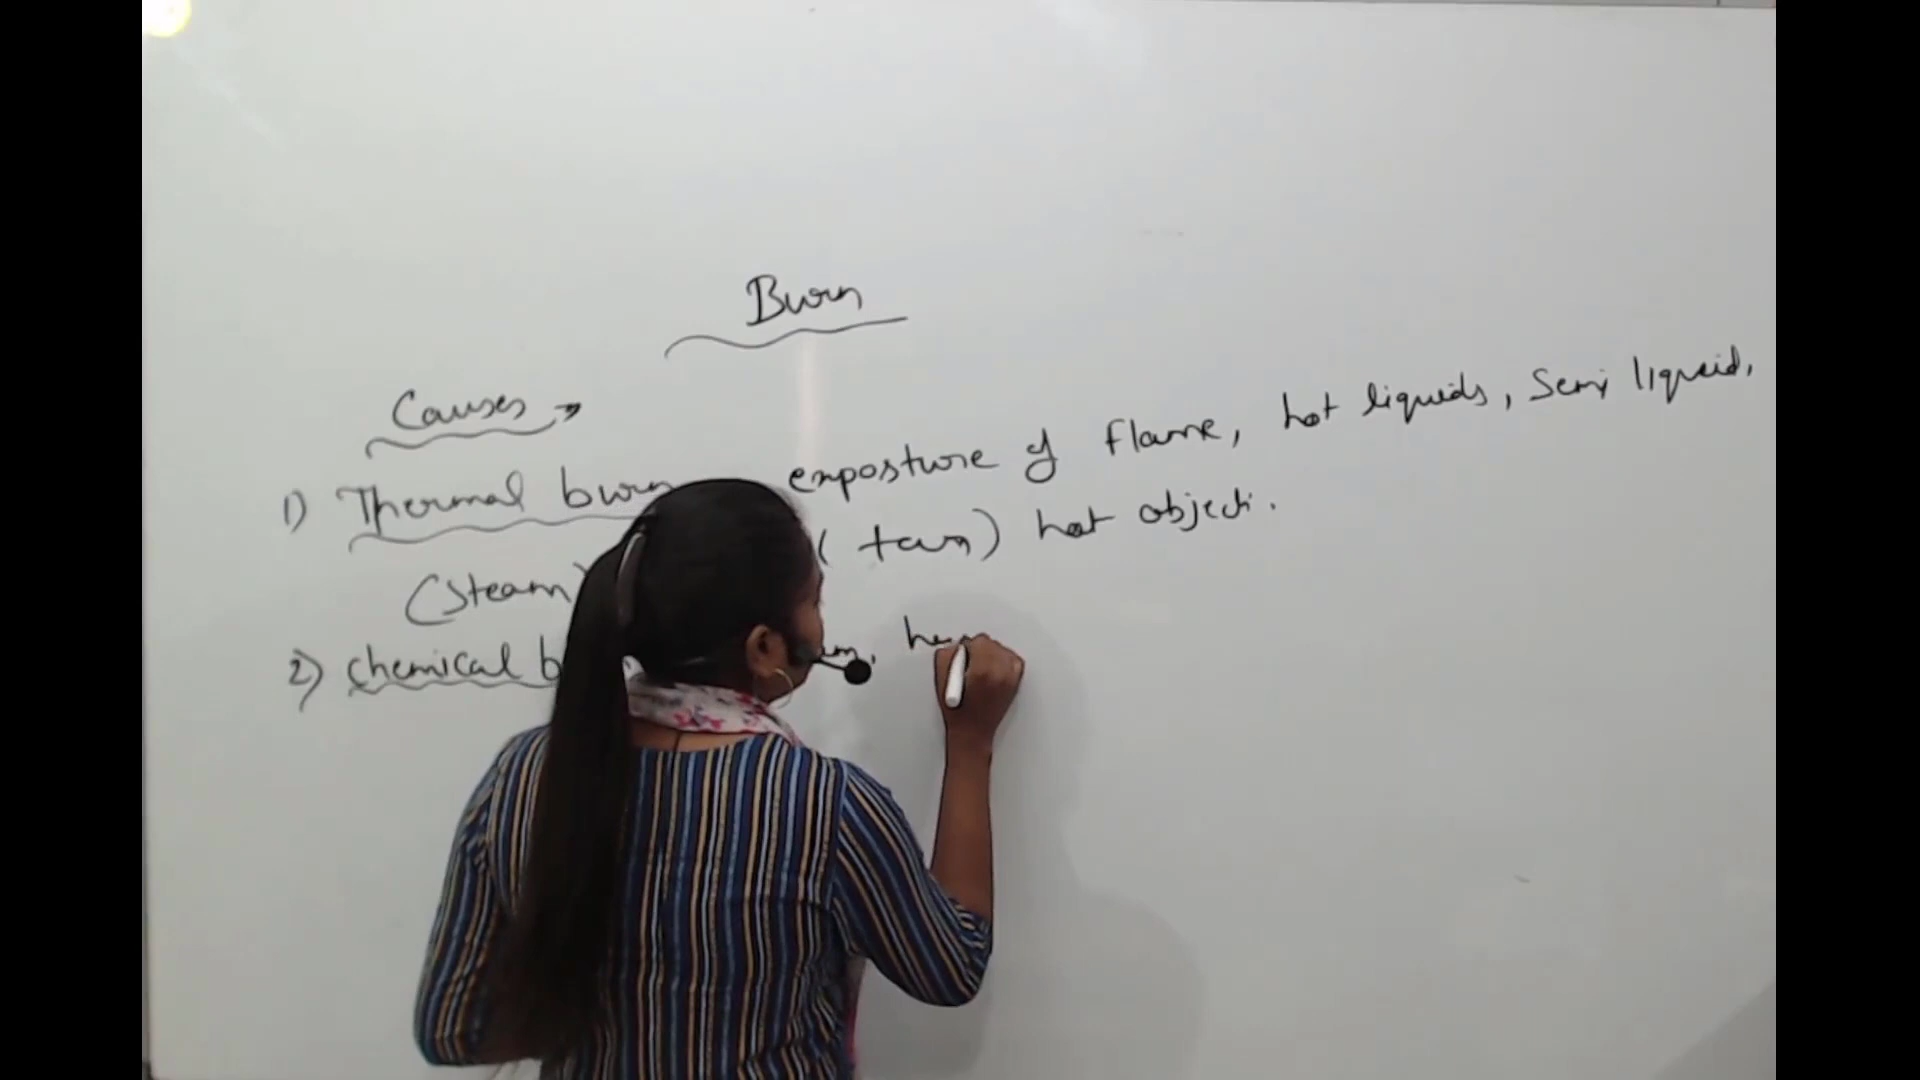 Burn
Causes →
1) Thermal burn exposture of flame, hot liquids, Semi liquid,
(Steam) (tar) hot object.
2) chemical